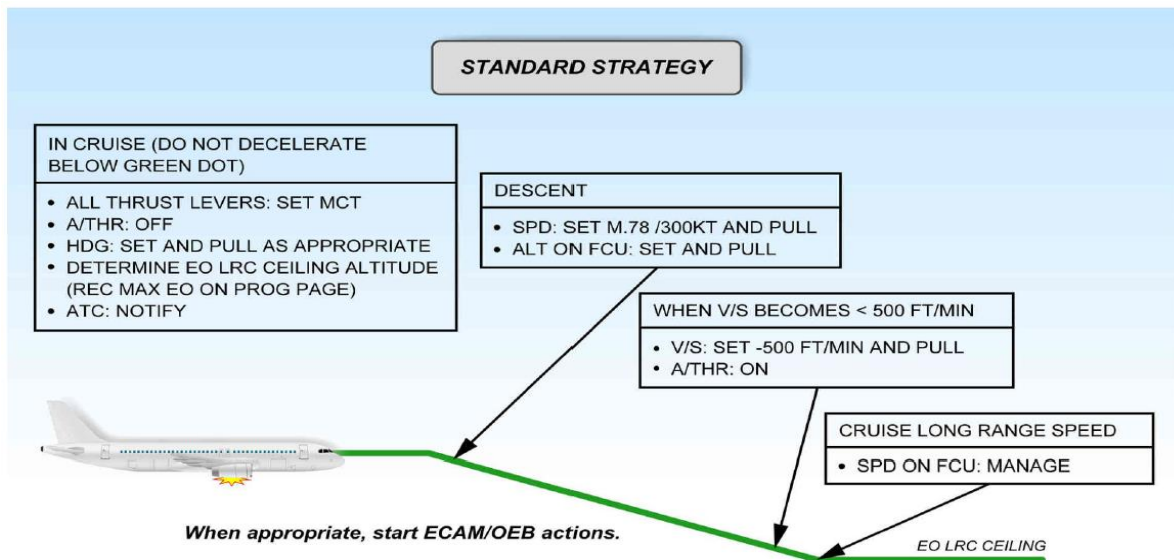 STANDARD STRATEGY
IN CRUISE (DO NOT DECELERATE
BELOW GREEN DOT)
• ALL THRUST LEVERS: SET MCT
• A/THR: OFF
• HDG: SET AND PULL AS APPROPRIATE
• DETERMINE EO LRC CEILING ALTITUDE
(REC MAX EO ON PROG PAGE)
• ATC: NOTIFY
DESCENT
• SPD: SET M.78 /300KT AND PULL
• ALT ON FCU: SET AND PULL
WHEN V/S BECOMES < 500 FT/MIN
• V/S: SET -500 FT/MIN AND PULL
• A/THR: ON
CRUISE LONG RANGE SPEED
• SPD ON FCU: MANAGE
When appropriate, start ECAM/OEB actions.
EO LRC CEILING